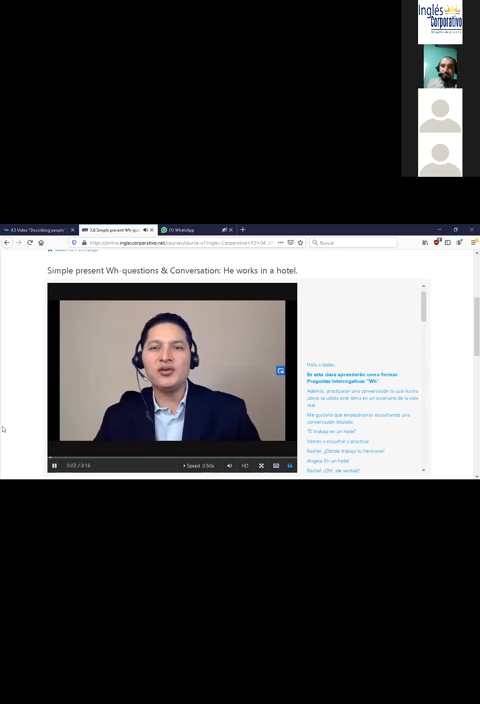 Inglés
Corporativo
4.5 Video "Describing people"
3.6 Simple present Wh-qu
(1) WhatsApp
https://online.inglescorporativo.net/courses/course-v1:Ingles-Corporativo
Buscar
Simple present Wh-questions & Conversation: He works in a hotel.
Hola a todos.
En esta clase aprenderás como formar
Preguntas Interrogativas "Wh"
Además, practicarás una conversación la cual ilustra
cómo se utiliza este tema en un escenario de la vida
real.
Me gustaría que empezáramos escuchando una
conversación titulada:
"Él trabaja en un hotel"
Vamos a escuchar y practicar.
Rachel: ¿Dónde trabaja tu hermano?
Angela: En un hotel.
Rachel: ¡Oh! ¿de verdad?
0:03 / 3:16
Speed 0.50x
HD